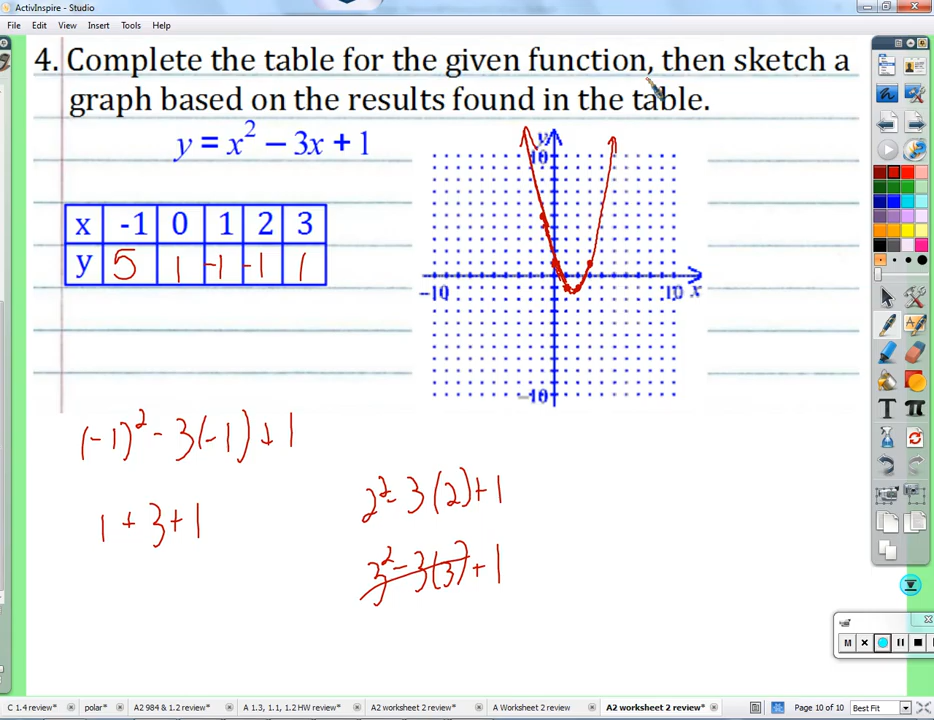 ActivInspire - Studio
File Edit View Insert Tools Help
4. Complete the table for the given function, then sketch a
graph based on the results found in the table.
y = x² − 3x + 1
x -1 0 1 2 3
y 5 1 -1 -1 1
y
10
−10
10 x
−10
(-1)² - 3(-1) + 1
1 + 3 + 1
2² - 3(2) + 1
3² - 3(3) + 1
T π
M
C 1.4 review* polar* A2 984 & 1.2 review* A 1.3, 1.1, 1.2 HW review* A2 worksheet 2 review* A Worksheet 2 review A2 worksheet 2 review* Page 10 of 10 Best Fit